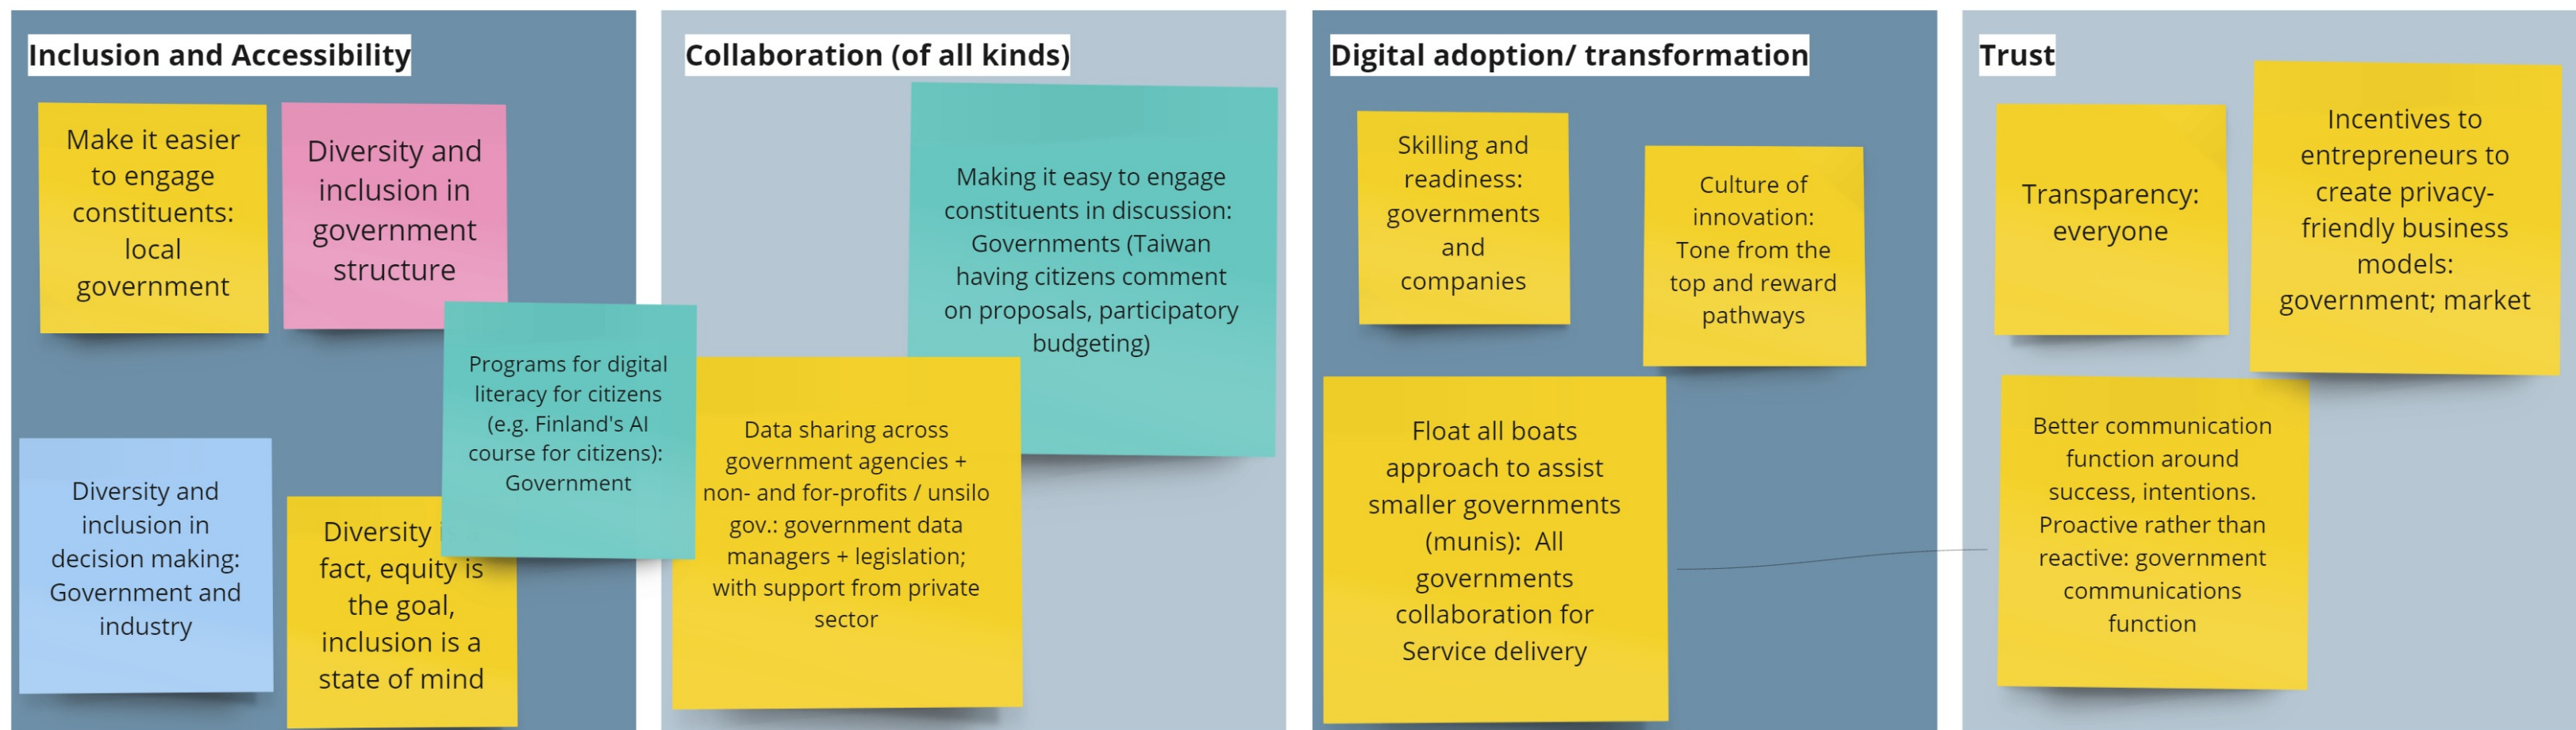 Inclusion and Accessibility
Make it easier
to engage
constituents:
local
government
Diversity and
inclusion in
government
structure
Programs for digital
literacy for citizens
(e.g. Finland's AI
course for citizens):
Government
Diversity and
inclusion in
decision making:
Government and
industry
Diversity
fact, equity is
the goal,
inclusion is a
state of mind
Collaboration (of all kinds)
Making it easy to engage
constituents in discussion:
Governments (Taiwan
having citizens comment
on proposals, participatory
budgeting)
Data sharing across
government agencies +
non- and for-profits / unsilo
gov.: government data
managers + legislation;
with support from private
sector
Digital adoption/ transformation
Skilling and
readiness:
governments
and
companies
Culture of
innovation:
Tone from the
top and reward
pathways
Float all boats
approach to assist
smaller governments
(munis): All
governments
collaboration for
Service delivery
Trust
Transparency:
everyone
Incentives to
entrepreneurs to
create privacy-
friendly business
models:
government; market
Better communication
function around
success, intentions.
Proactive rather than
reactive: government
communications
function